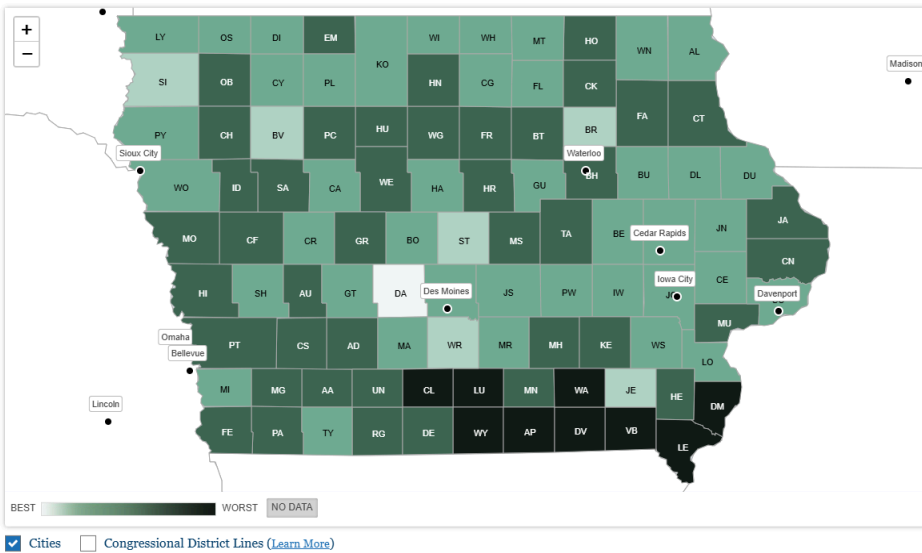 +
−
Madison
LY OS DI EM WI WH MT HO WN AL
KO
SI OB CY PL HN CG FL CK
PY CH BV PC HU WG FR BT BR FA CT
Sioux City
Waterloo
WO ID SA CA WE HA HR GU BH BU DL DU
MO CF CR GR BO ST MS TA BE JN JA
Cedar Rapids
CN
HI SH AU GT DA JS PW IW CE
Des Moines
Iowa City
Davenport
Omaha
PT CS AD MA WR MR MH KE WS MU
Bellevue
LO
MI MG AA UN CL LU MN WA JE HE DM
Lincoln
FE PA TY RG DE WY AP DV VB LE
BEST WORST NO DATA
Cities Congressional District Lines (Learn More)